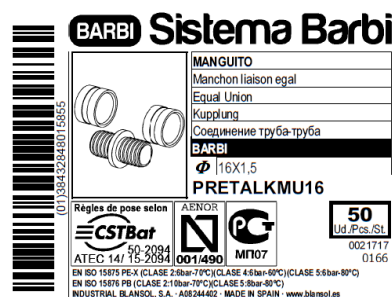 BARBI Sistema Barbi
MANGUITO
Manchon liaison egal
Equal Union
Kupplung
Соединение труба-труба
BARBI
Φ 16X1,5
PRETALKMU16
(01)38432848015855
Règles de pose selon
CSTBat
50-2094
ATEC 14/ 15-2094
AENOR
N
001/490
МП07
50
Ud./Pcs./St.
0021717
0166
EN ISO 15875 PE-X (CLASE 2:6bar-70ºC)(CLASE 4:6bar-60ºC)(CLASE 5:6bar-80ºC)
EN ISO 15876 PB (CLASE 2:10bar-70ºC)(CLASE 5:8bar-80ºC)
INDUSTRIAL BLANSOL, S.A. · A08244402 · MADE IN SPAIN · www.blansol.es